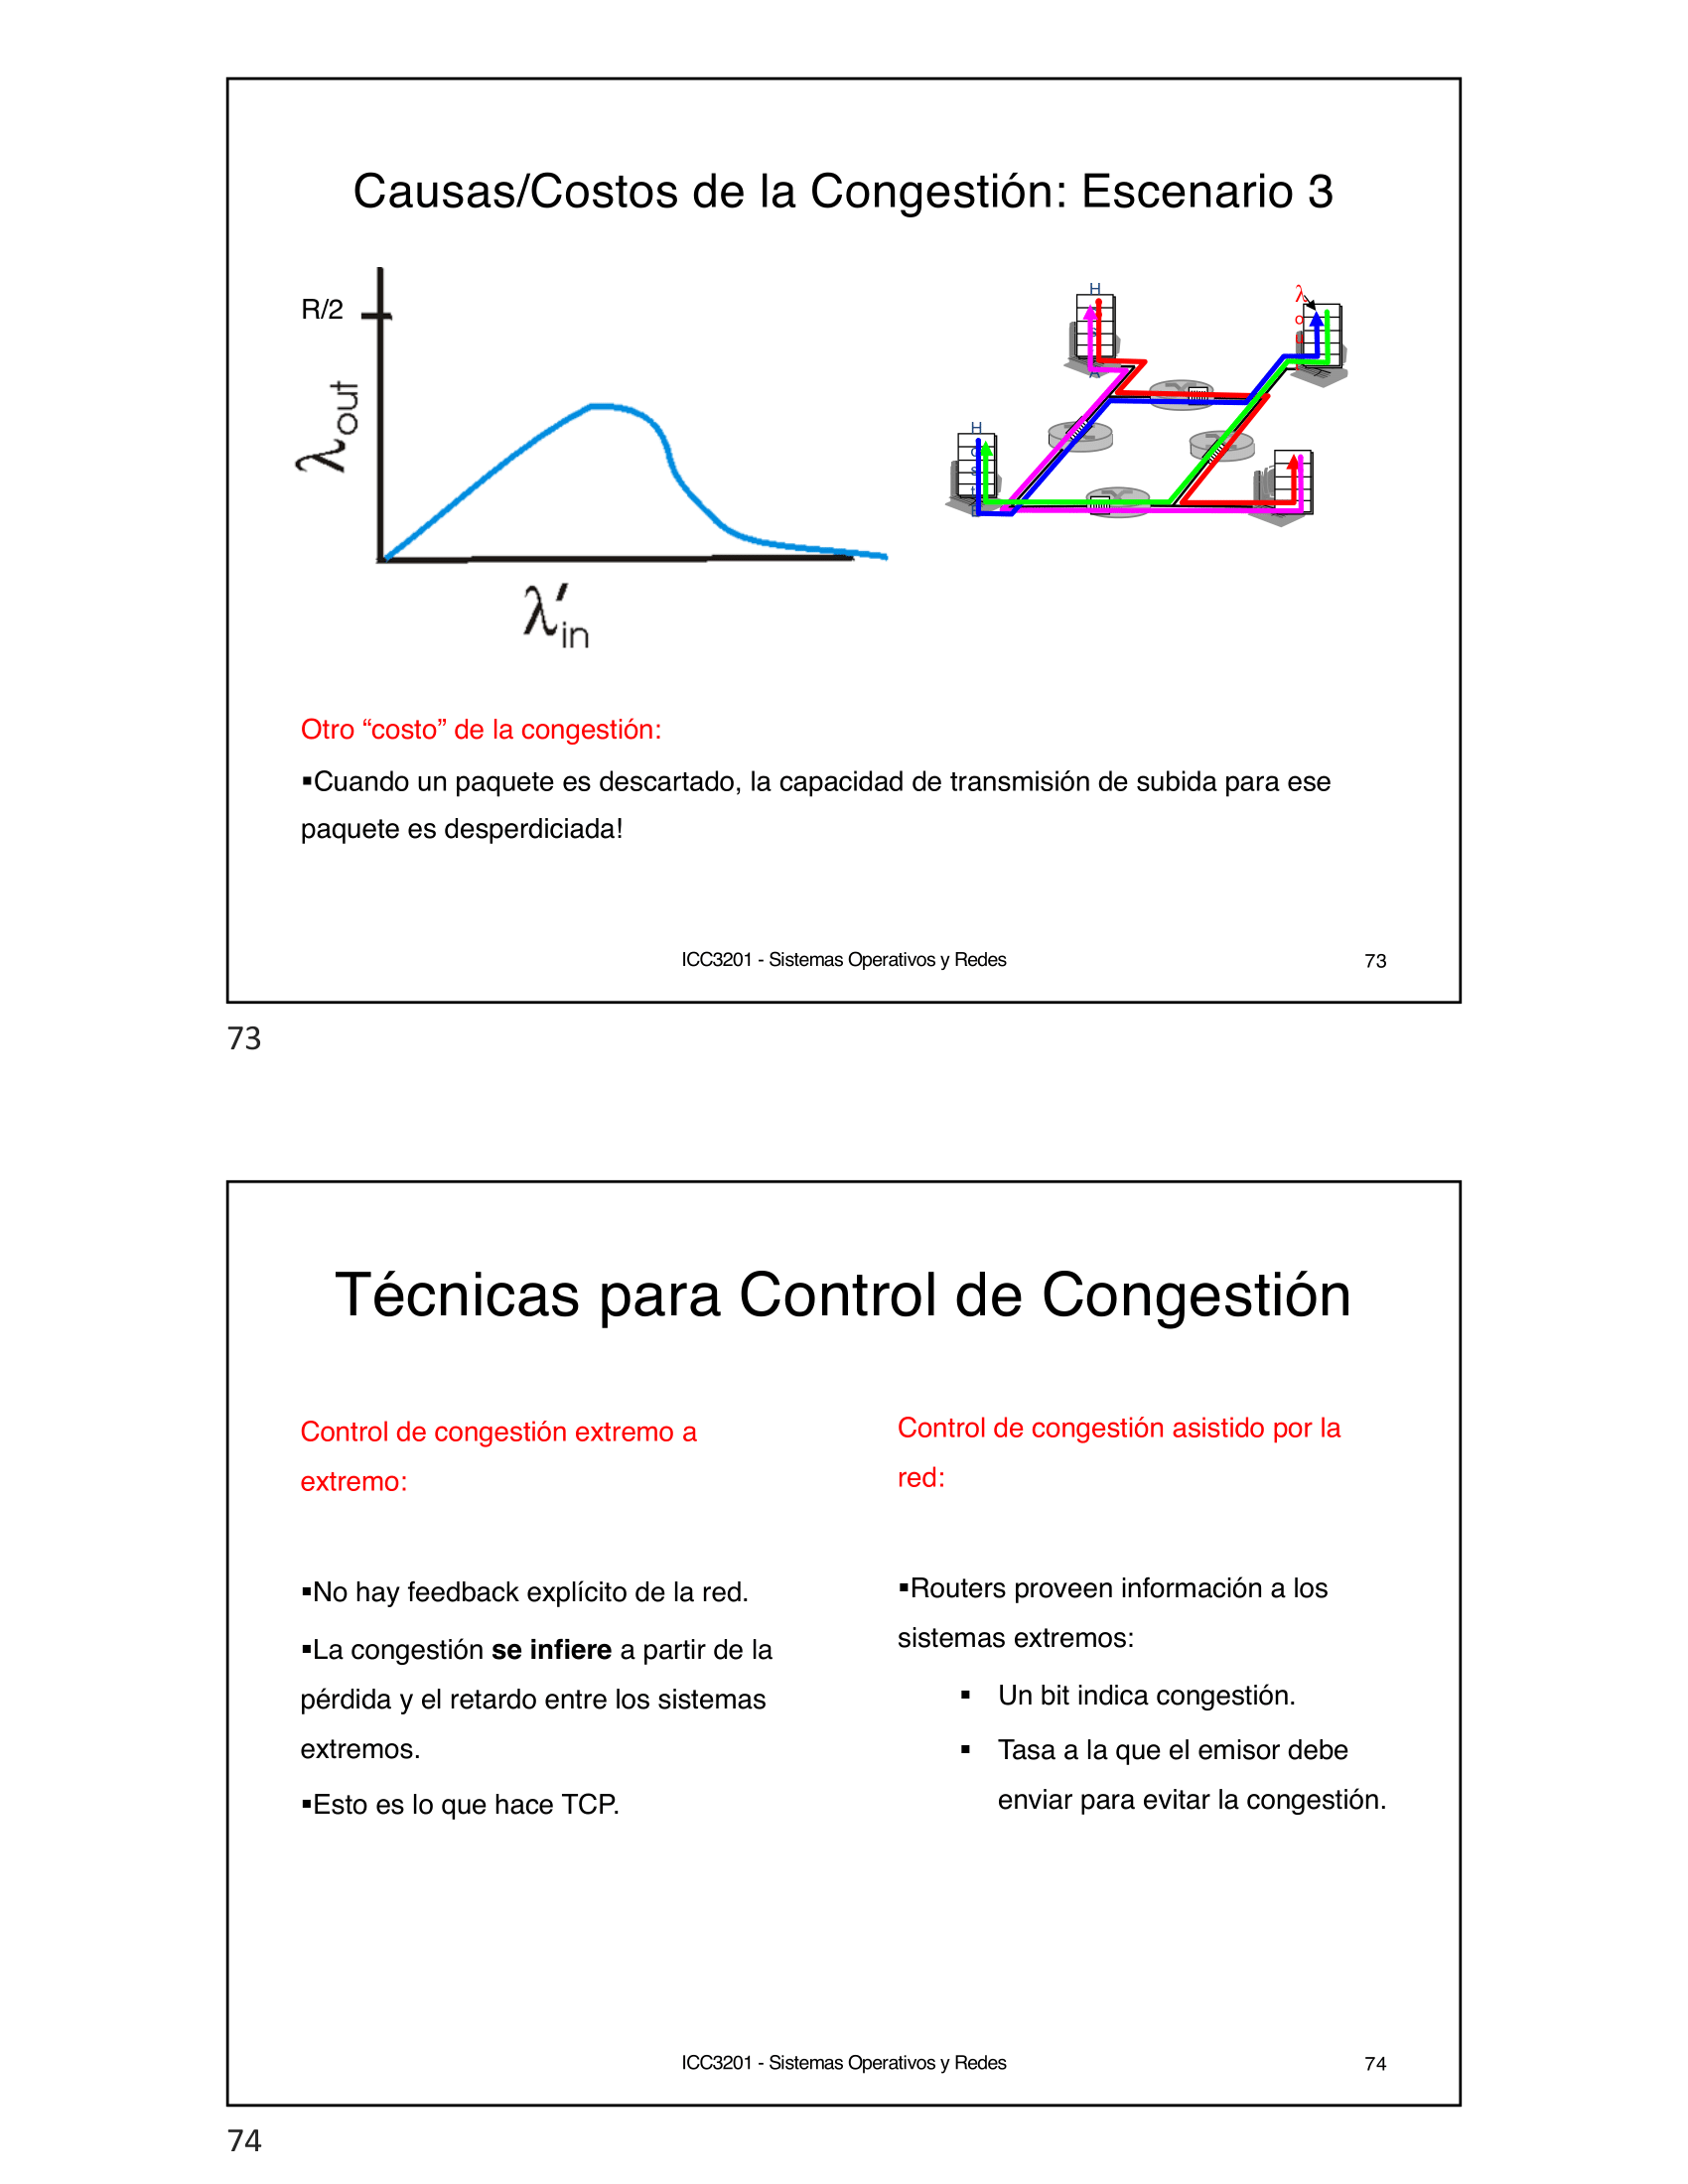 Causas/Costos de la Congestión: Escenario 3
R/2
λout
λ′in
H
H
λ
o
u
Otro “costo” de la congestión:
▪Cuando un paquete es descartado, la capacidad de transmisión de subida para ese
paquete es desperdiciada!
ICC3201 - Sistemas Operativos y Redes
73
73
Técnicas para Control de Congestión
Control de congestión extremo a
extremo:
▪No hay feedback explícito de la red.
▪La congestión se infiere a partir de la
pérdida y el retardo entre los sistemas
extremos.
▪Esto es lo que hace TCP.
Control de congestión asistido por la
red:
▪Routers proveen información a los
sistemas extremos:
▪ Un bit indica congestión.
▪ Tasa a la que el emisor debe
enviar para evitar la congestión.
ICC3201 - Sistemas Operativos y Redes
74
74